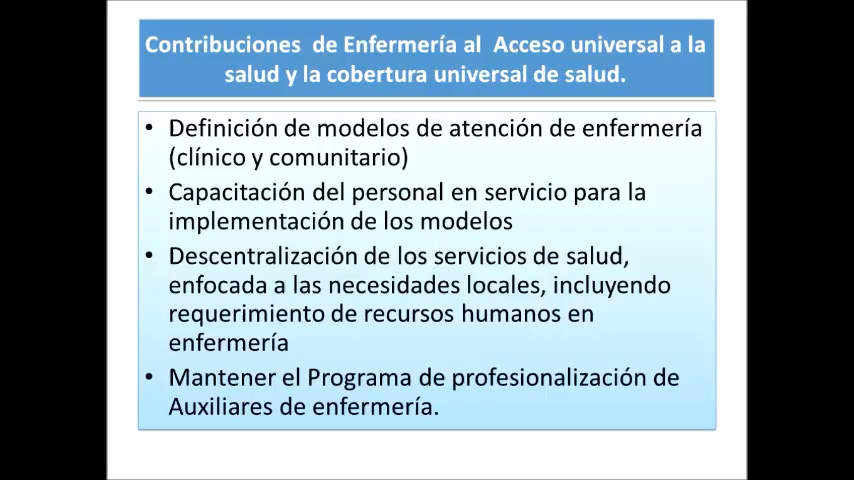 Contribuciones de Enfermería al Acceso universal a la
salud y la cobertura universal de salud.
• Definición de modelos de atención de enfermería
(clínico y comunitario)
• Capacitación del personal en servicio para la
implementación de los modelos
• Descentralización de los servicios de salud,
enfocada a las necesidades locales, incluyendo
requerimiento de recursos humanos en
enfermería
• Mantener el Programa de profesionalización de
Auxiliares de enfermería.